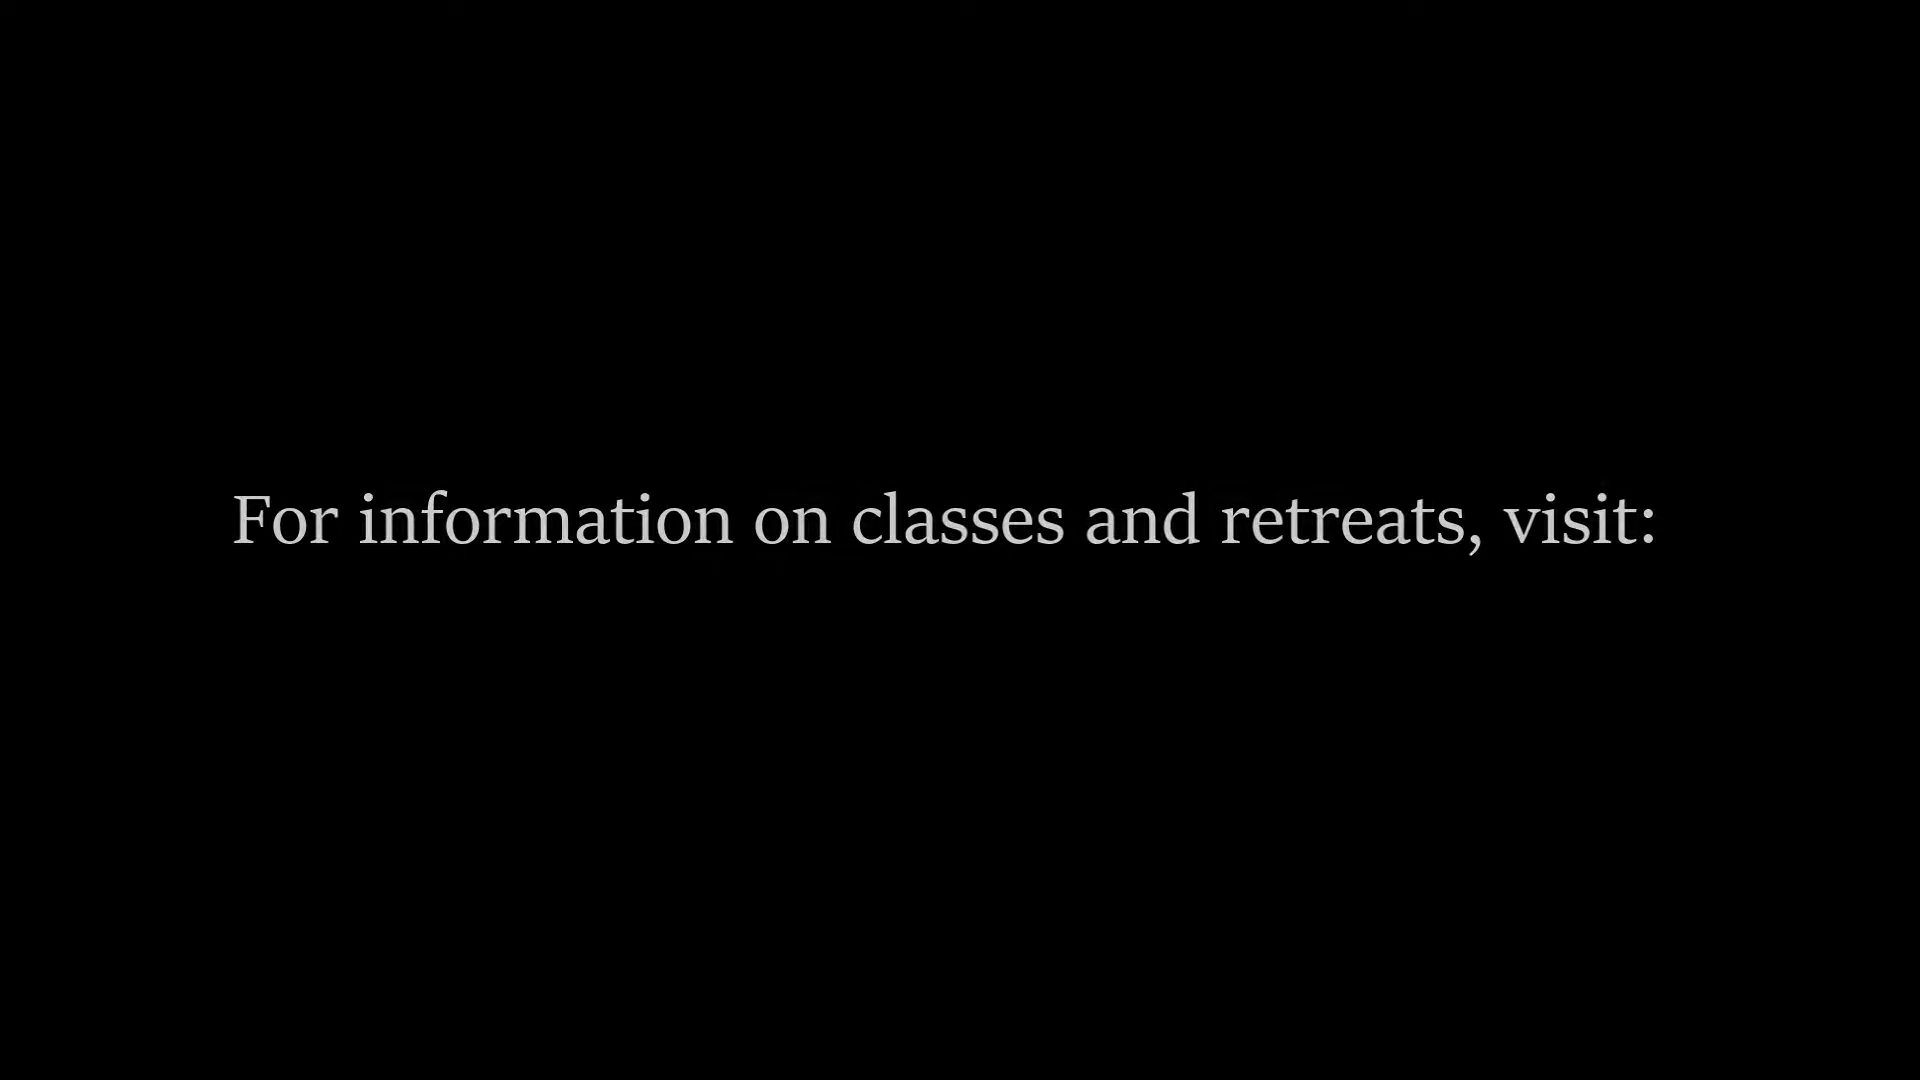 For information on classes and retreats, visit: